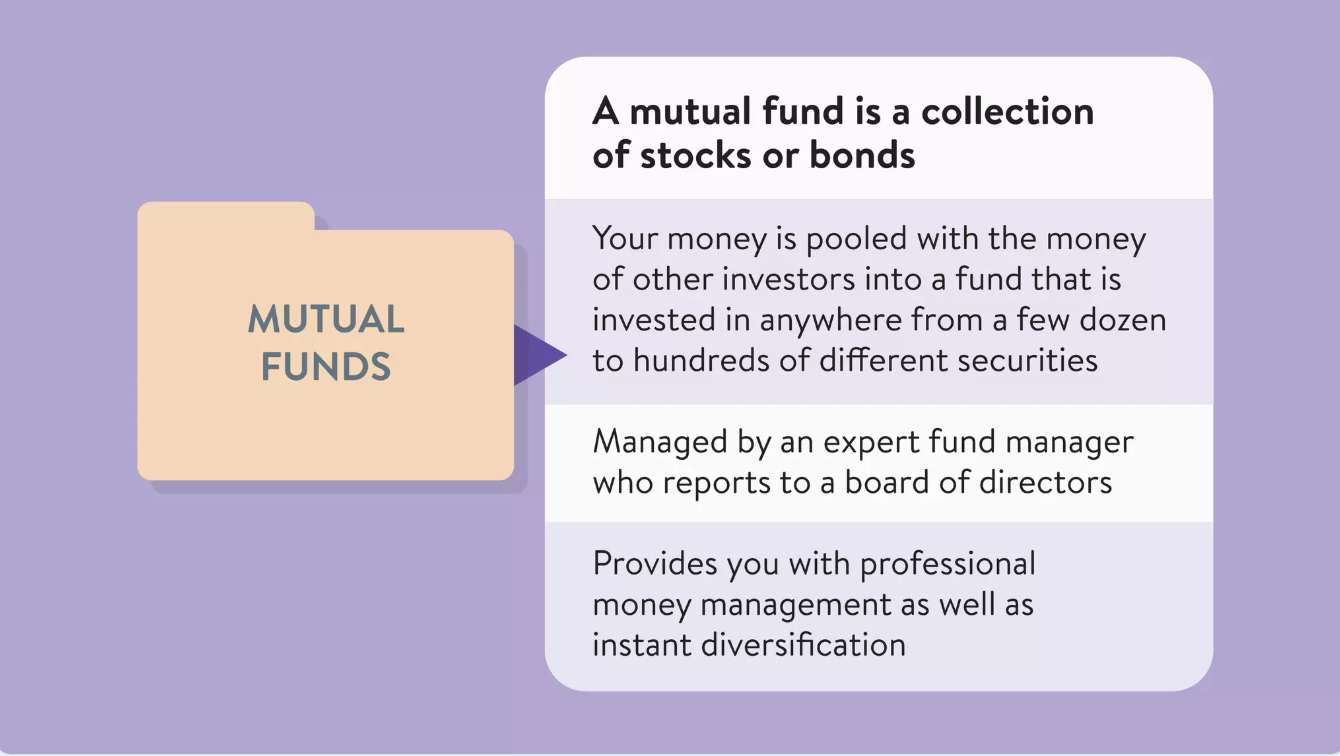 MUTUAL
FUNDS
A mutual fund is a collection
of stocks or bonds
Your money is pooled with the money
of other investors into a fund that is
invested in anywhere from a few dozen
to hundreds of different securities
Managed by an expert fund manager
who reports to a board of directors
Provides you with professional
money management as well as
instant diversification